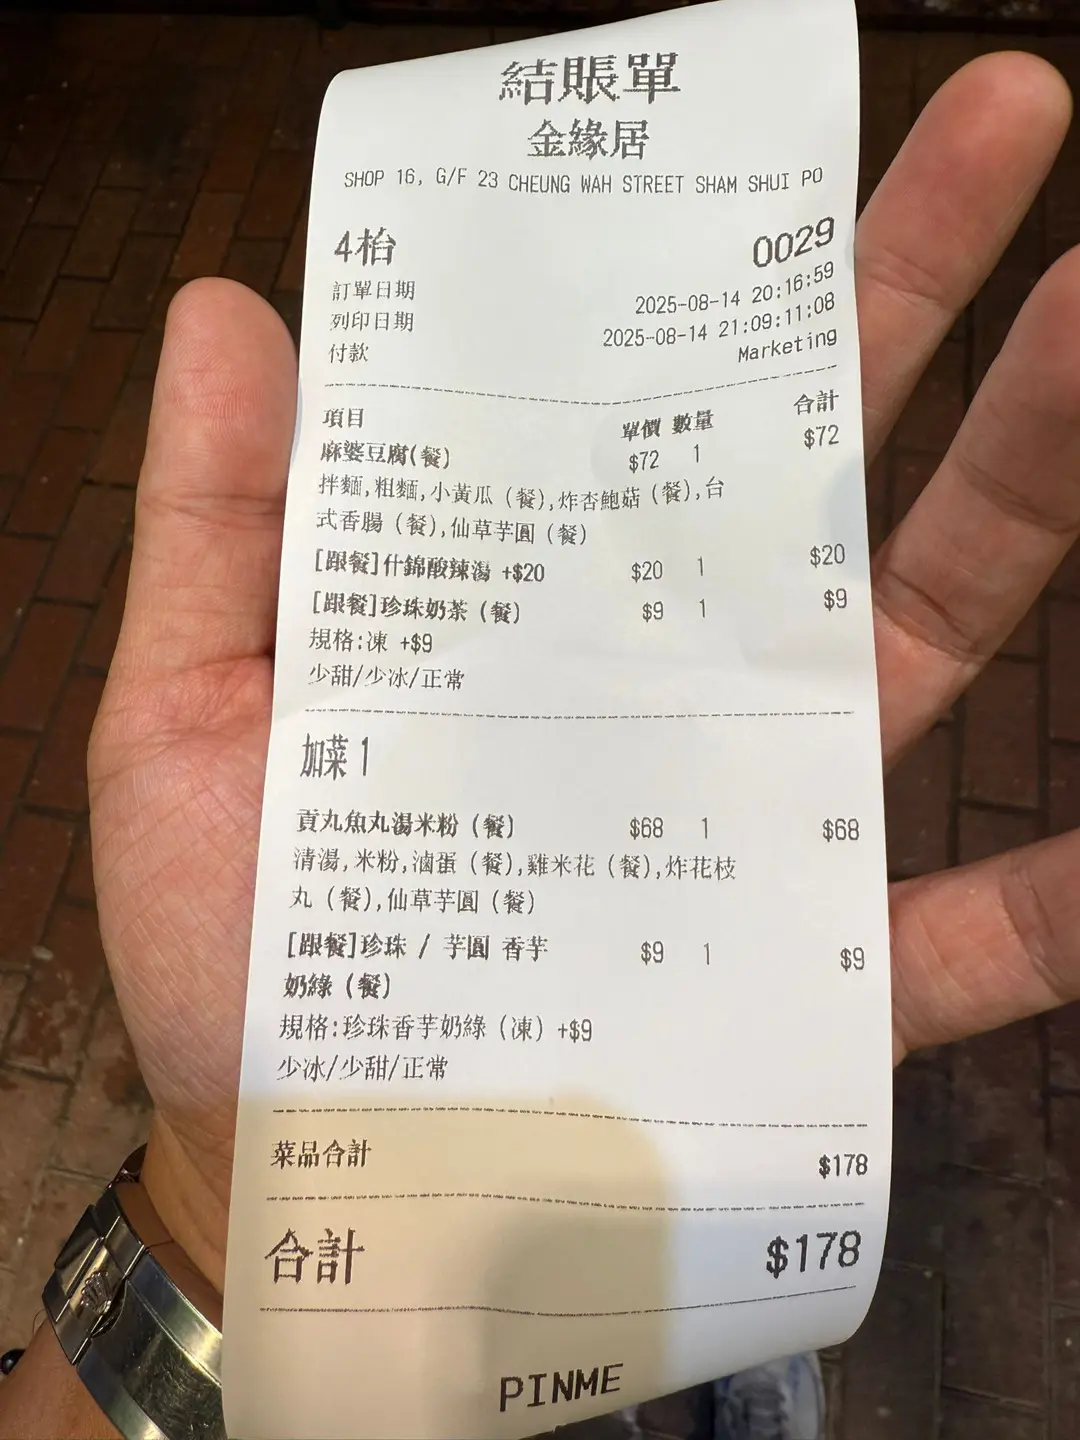 結賬單
金緣居
SHOP 16, G/F 23 CHEUNG WAH STREET SHAM SHUI PO
4枱 0029
訂單日期 2025-08-14 20:16:59
列印日期 2025-08-14 21:09:11:08
付款 Marketing
項目 單價 數量 合計
麻婆豆腐(餐) $72 1 $72
拌麵,粗麵,小黃瓜（餐）,炸杏鮑菇（餐）,台
式香腸（餐）,仙草芋圓（餐）
[跟餐]什錦酸辣湯 +$20 $20 1 $20
[跟餐]珍珠奶茶（餐） $9 1 $9
規格:凍 +$9
少甜/少冰/正常
加菜 1
貢丸魚丸湯米粉（餐） $68 1 $68
清湯,米粉,滷蛋（餐）,雞米花（餐）,炸花枝
丸（餐）,仙草芋圓（餐）
[跟餐]珍珠 / 芋圓 香芋 $9 1 $9
奶綠（餐）
規格:珍珠香芋奶綠（凍）+$9
少冰/少甜/正常
菜品合計 $178
合計 $178
PINME